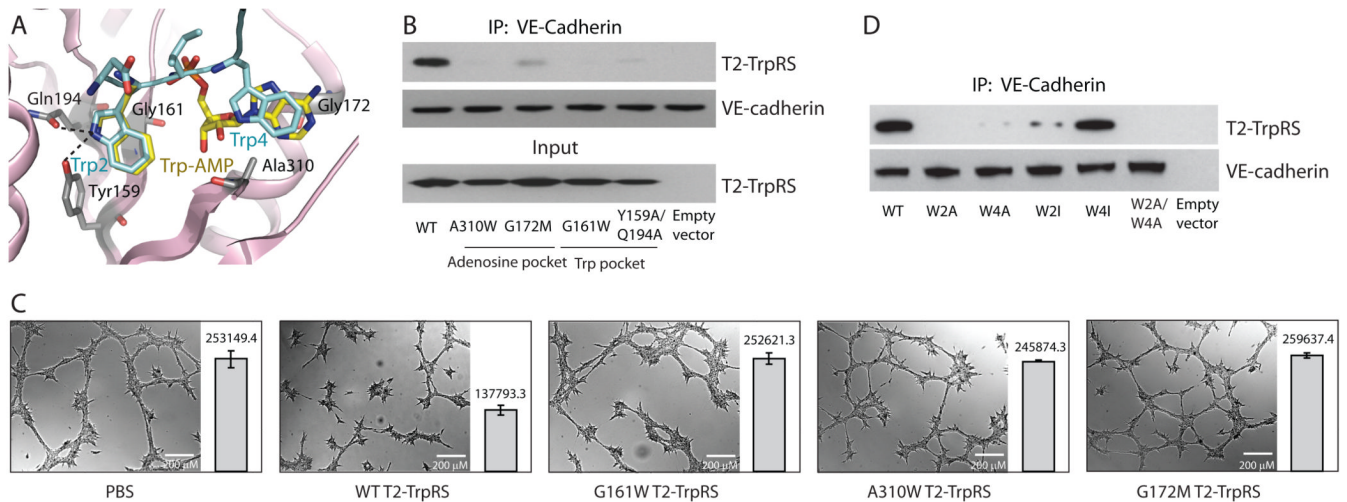 A
Gln194
Gly161
Gly172
Trp2
Trp-AMP
Trp4
Ala310
Tyr159
B
IP: VE-Cadherin
T2-TrpRS
VE-cadherin
Input
T2-TrpRS
WT A310W G172M G161W Y159A/ Q194A Empty vector
Adenosine pocket Trp pocket
D
IP: VE-Cadherin
T2-TrpRS
VE-cadherin
WT W2A W4A W2I W4I W2A/ W4A Empty vector
C
253149.4
200 µM
PBS
137793.3
200 µM
WT T2-TrpRS
252621.3
200 µM
G161W T2-TrpRS
245874.3
200 µM
A310W T2-TrpRS
259637.4
200 µM
G172M T2-TrpRS